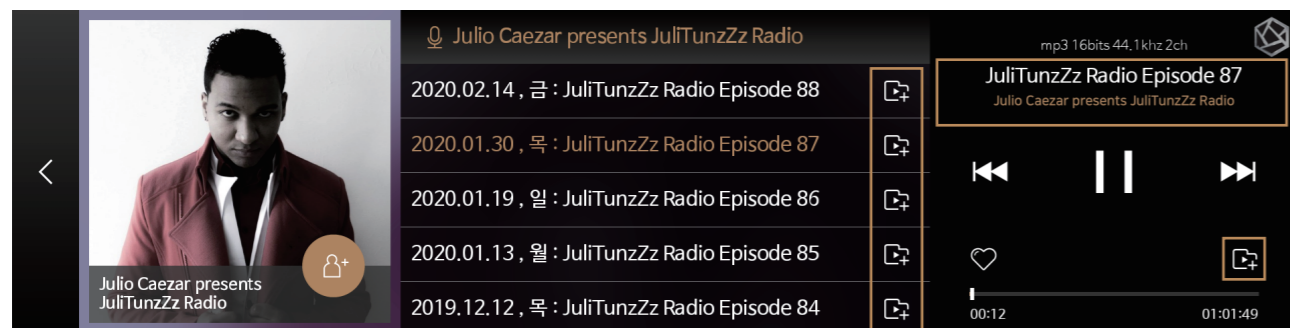 Julio Caezar presents
JuliTunzZz Radio
Julio Caezar presents JuliTunzZz Radio
2020.02.14 , 금 : JuliTunzZz Radio Episode 88
2020.01.30 , 목 : JuliTunzZz Radio Episode 87
2020.01.19 , 일 : JuliTunzZz Radio Episode 86
2020.01.13 , 월 : JuliTunzZz Radio Episode 85
2019.12.12 , 목 : JuliTunzZz Radio Episode 84
mp3 16bits 44.1khz 2ch
JuliTunzZz Radio Episode 87
Julio Caezar presents JuliTunzZz Radio
00:12
01:01:49